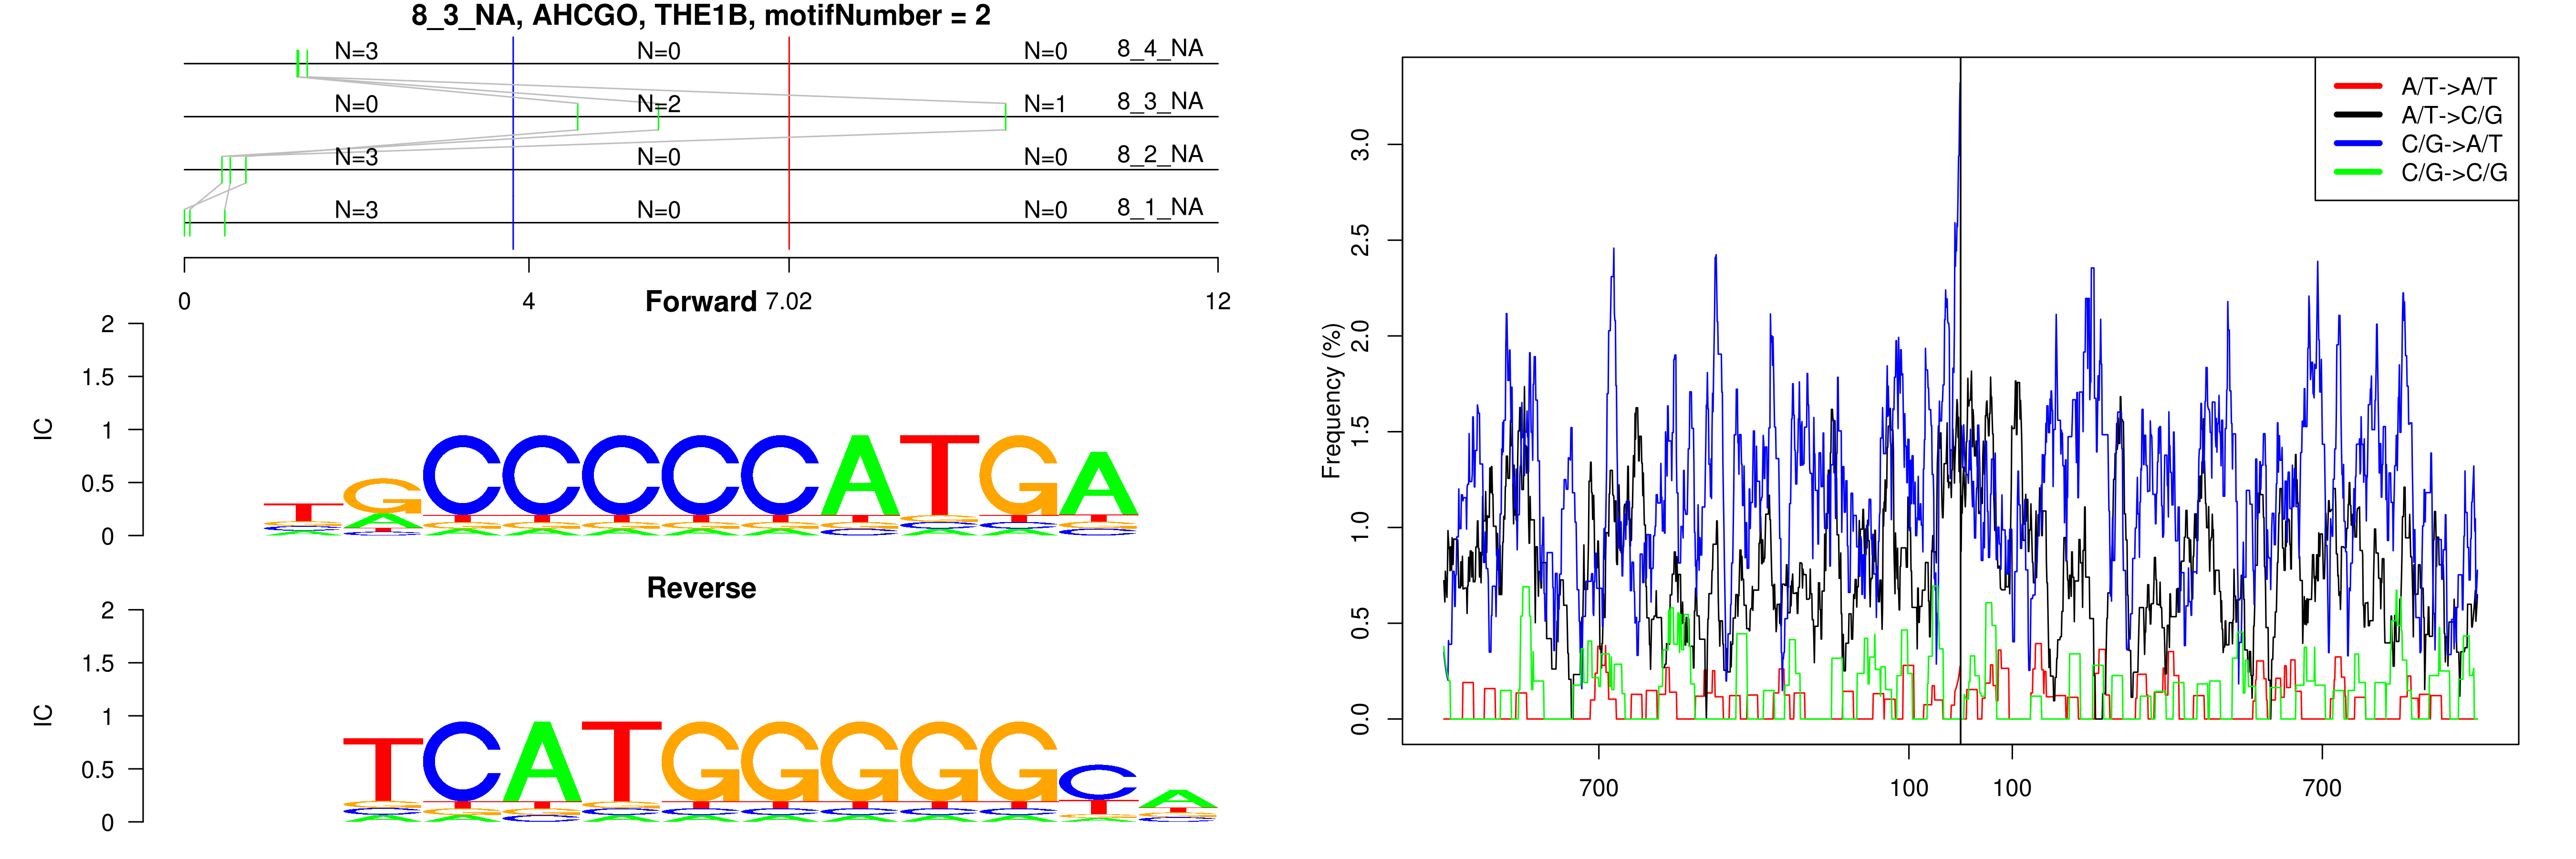 8_3_NA, AHCGO, THE1B, motifNumber = 2
N=3 N=0 N=0 8_4_NA
N=0 N=2 N=1 8_3_NA
N=3 N=0 N=0 8_2_NA
N=3 N=0 N=0 8_1_NA
0 4 7.02 12
Forward
IC
2
1.5
1
0.5
0
TGCCCCCATGA
Reverse
IC
2
1.5
1
0.5
0
TCATGGGGGCA
A/T->A/T
A/T->C/G
C/G->A/T
C/G->C/G
Frequency (%)
3.0
2.5
2.0
1.5
1.0
0.5
0.0
700 100 100 700